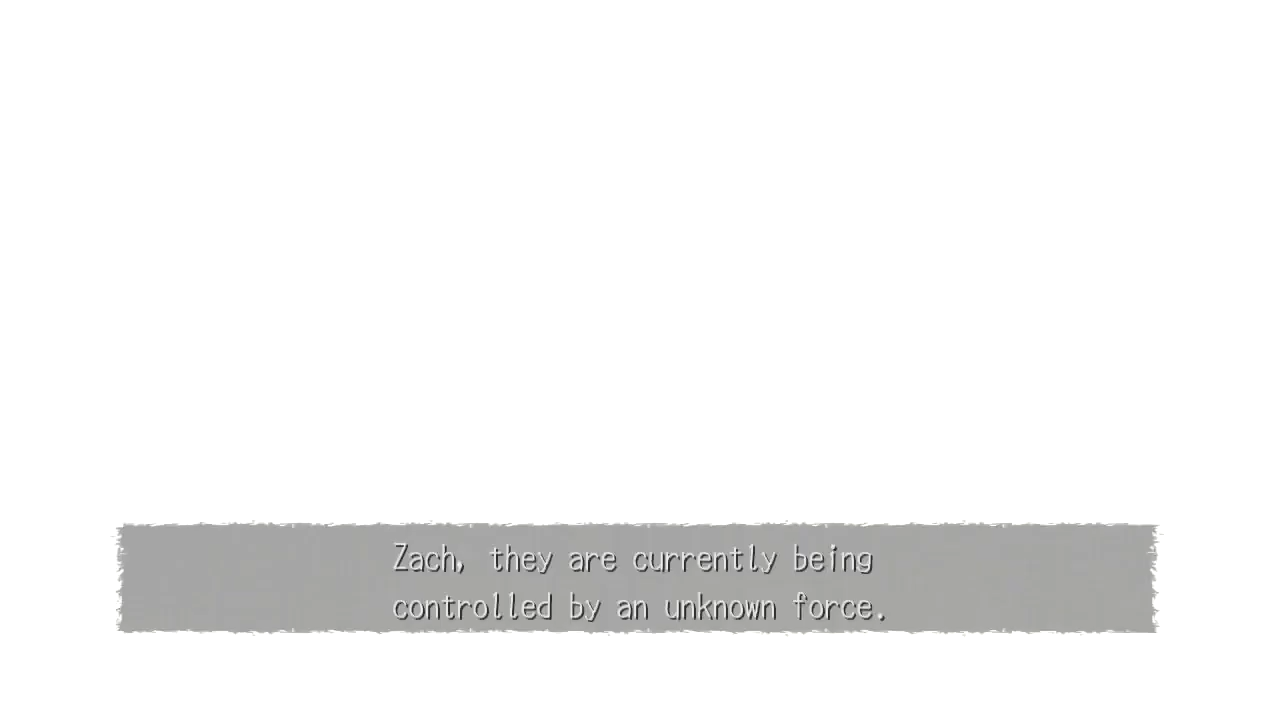 Zach, they are currently being
controlled by an unknown force.